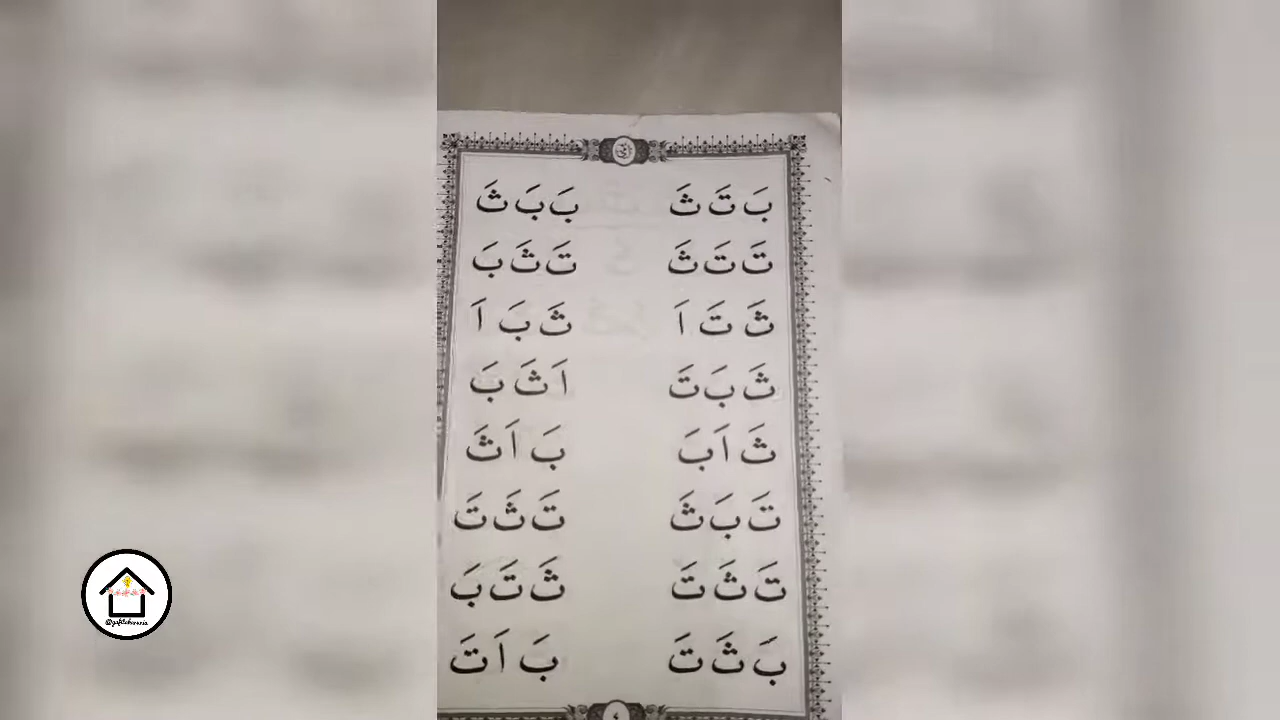 بَ تَ ثَ بَ بَ ثَ
تَ تَ ثَ تَ ثَ بَ
ثَ تَ اَ ثَ بَ اَ
ثَ بَ تَ اَ ثَ بَ
ثَ اَ بَ بَ اَ ثَ
تَ بَ ثَ تَ ثَ تَ
تَ ثَ تَ ثَ تَ بَ
بَ ثَ تَ بَ اَ تَ